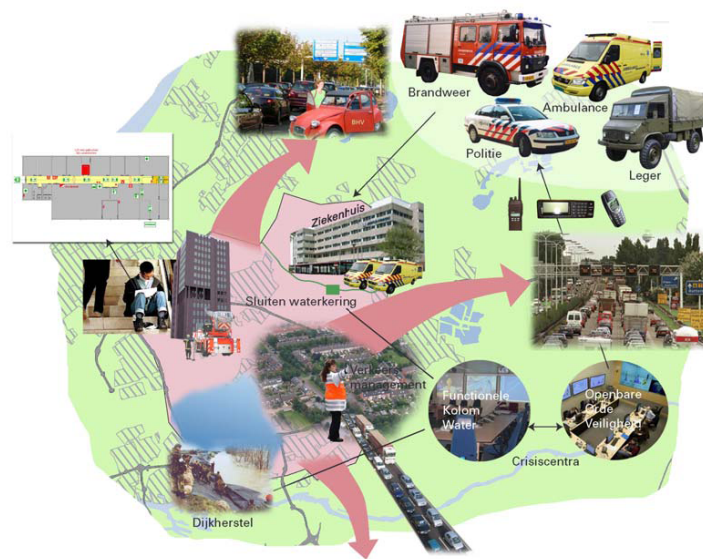 Brandweer
Ambulance
Politie
Leger
BHV
Ziekenhuis
Sluiten waterkering
Verkeers-
management
Functionele
Kolom
Water
Openbare
Orde
Veiligheid
Crisiscentra
Dijkherstel